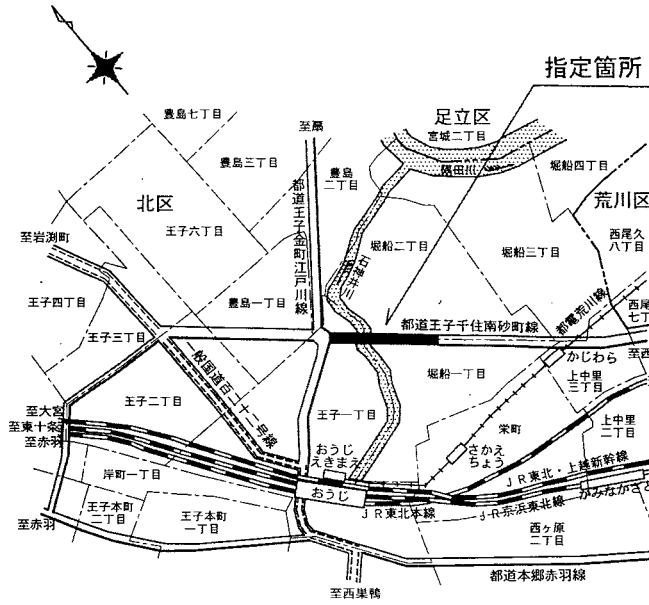 指定箇所
足立区
宮城二丁目
豊島七丁目
至扇
豊島三丁目
豊島
二丁目
隅田川
堀船四丁目
荒川区
北区
都道王子金町江戸川線
王子六丁目
西尾久
八丁目
至岩渕町
堀船二丁目
堀船三丁目
石神井川
王子四丁目
豊島一丁目
都電荒川線
西尾
七丁
都道王子千住南砂町線
王子三丁目
至西
かじわら
一般国道百二十二号線
堀船一丁目
上中里
三丁目
王子二丁目
王子一丁目
至大宮
至東十条
至赤羽
栄町
上中里
二丁目
おうじ
えきまえ
さかえ
ちょう
岸町一丁目
JR東北・上越新幹線
おうじ
かみなかざと
JR東北本線
JR京浜東北線
王子本町
二丁目
王子本町
一丁目
至赤羽
西ヶ原
二丁目
都道本郷赤羽線
至西巣鴨